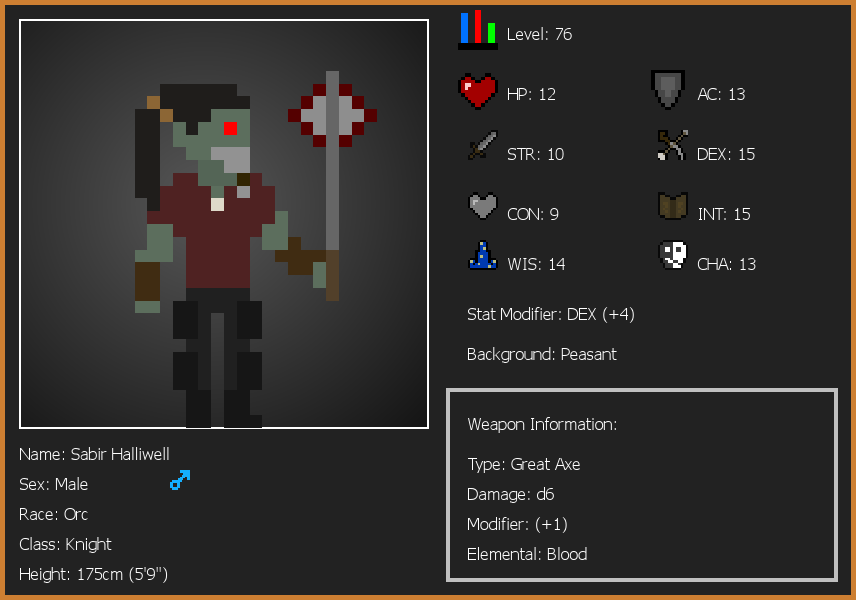 Level: 76
HP: 12
AC: 13
STR: 10
DEX: 15
CON: 9
INT: 15
WIS: 14
CHA: 13
Stat Modifier: DEX (+4)
Background: Peasant
Weapon Information:
Type: Great Axe
Damage: d6
Modifier: (+1)
Elemental: Blood
Name: Sabir Halliwell
Sex: Male
Race: Orc
Class: Knight
Height: 175cm (5'9")